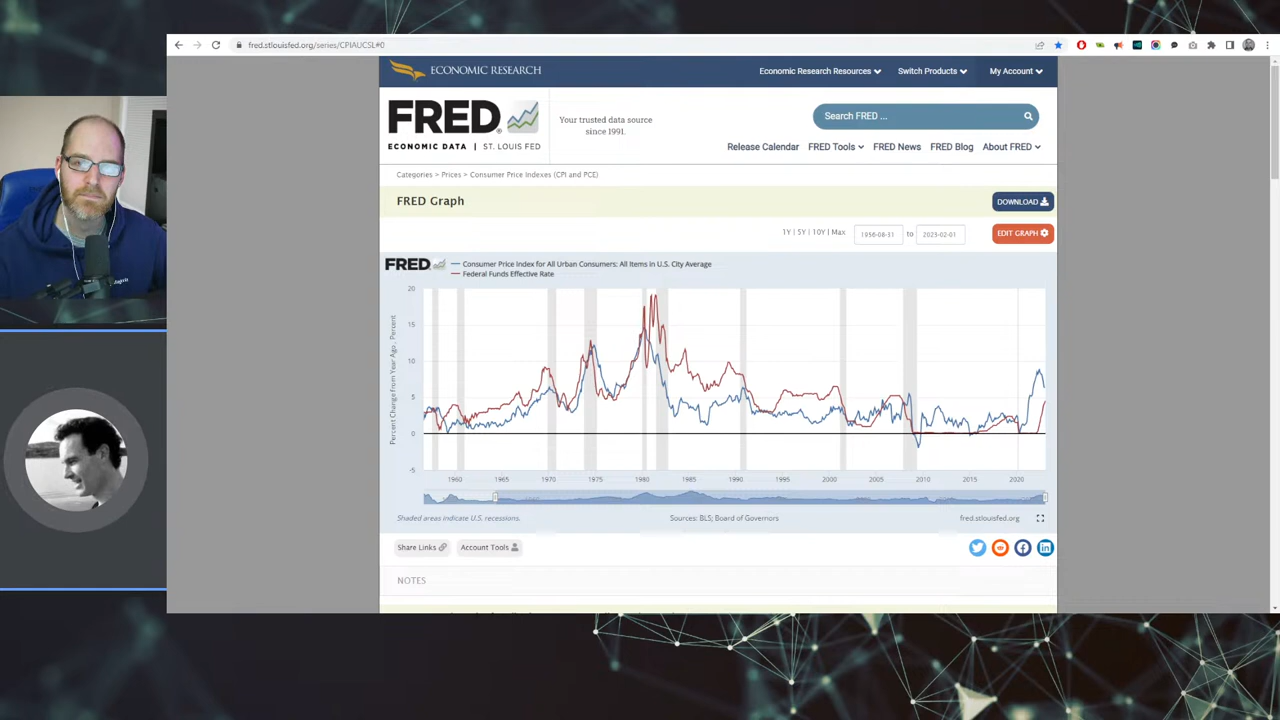 fred.stlouisfed.org/series/CPIAUCSL#0
ECONOMIC RESEARCH
Economic Research Resources
Switch Products
My Account
FRED
ECONOMIC DATA | ST. LOUIS FED
Your trusted data source
since 1991.
Search FRED ...
Release Calendar
FRED Tools
FRED News
FRED Blog
About FRED
Categories > Prices > Consumer Price Indexes (CPI and PCE)
FRED Graph
DOWNLOAD
1Y | 5Y | 10Y | Max
1956-08-31
to
2023-02-01
EDIT GRAPH
FRED
Consumer Price Index for All Urban Consumers: All Items in U.S. City Average
Federal Funds Effective Rate
Percent Change from Year Ago , Percent
20
15
10
5
0
-5
1960
1965
1970
1975
1980
1985
1990
1995
2000
2005
2010
2015
2020
Shaded areas indicate U.S. recessions.
Sources: BLS; Board of Governors
fred.stlouisfed.org
Share Links
Account Tools
NOTES